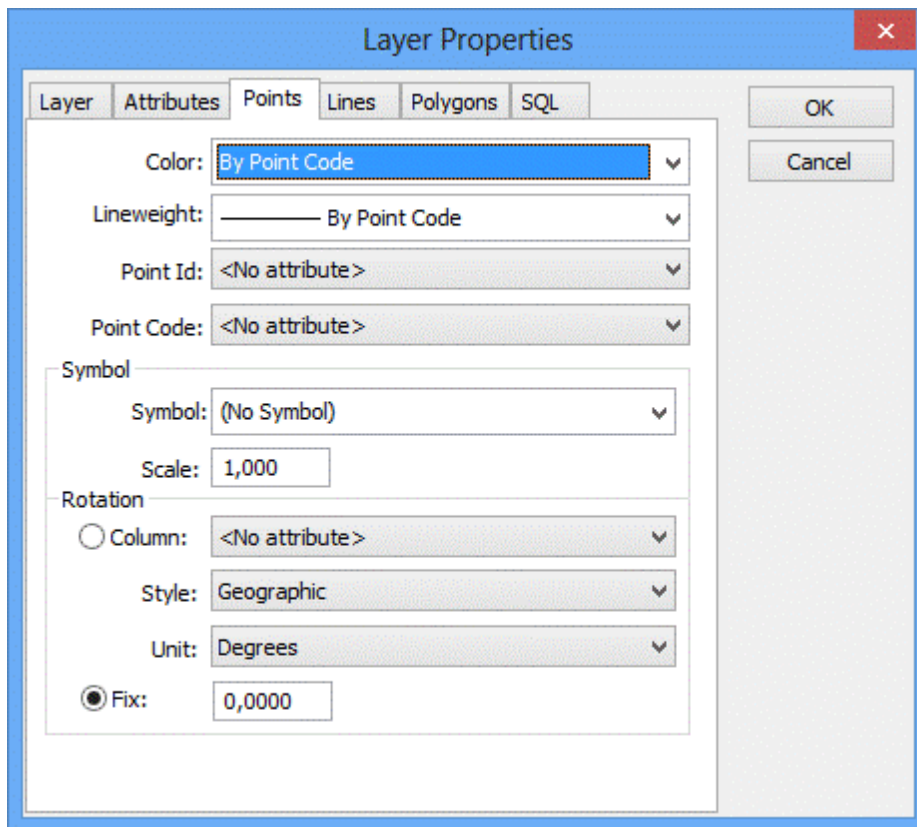 Layer Properties
Layer Attributes Points Lines Polygons SQL
OK
Cancel
Color: By Point Code
Lineweight: By Point Code
Point Id: <No attribute>
Point Code: <No attribute>
Symbol
Symbol: (No Symbol)
Scale: 1,000
Rotation
Column: <No attribute>
Style: Geographic
Unit: Degrees
Fix: 0,0000